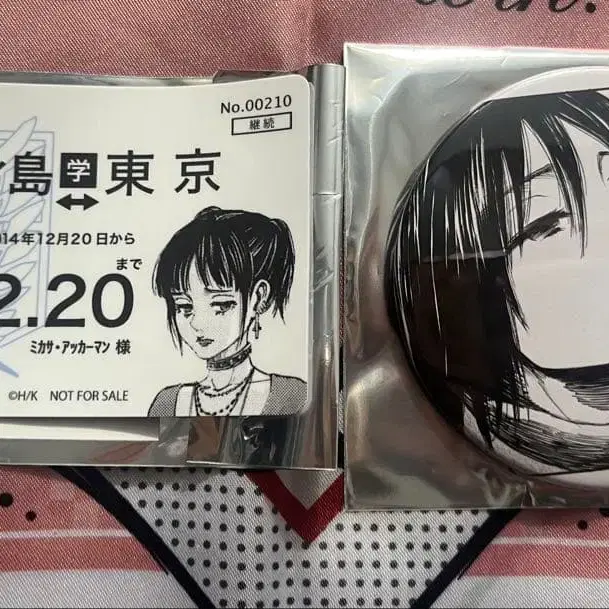 No.00210
継続
島 学 東京
014年12月20日から
2.20 まで
ミカサ・アッカーマン 様
©H/K NOT FOR SALE